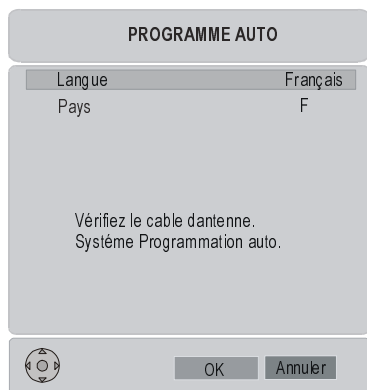 PROGRAMME AUTO
Langue Français
Pays F
Vérifiez le cable dantenne.
Systéme Programmation auto.
OK Annuler